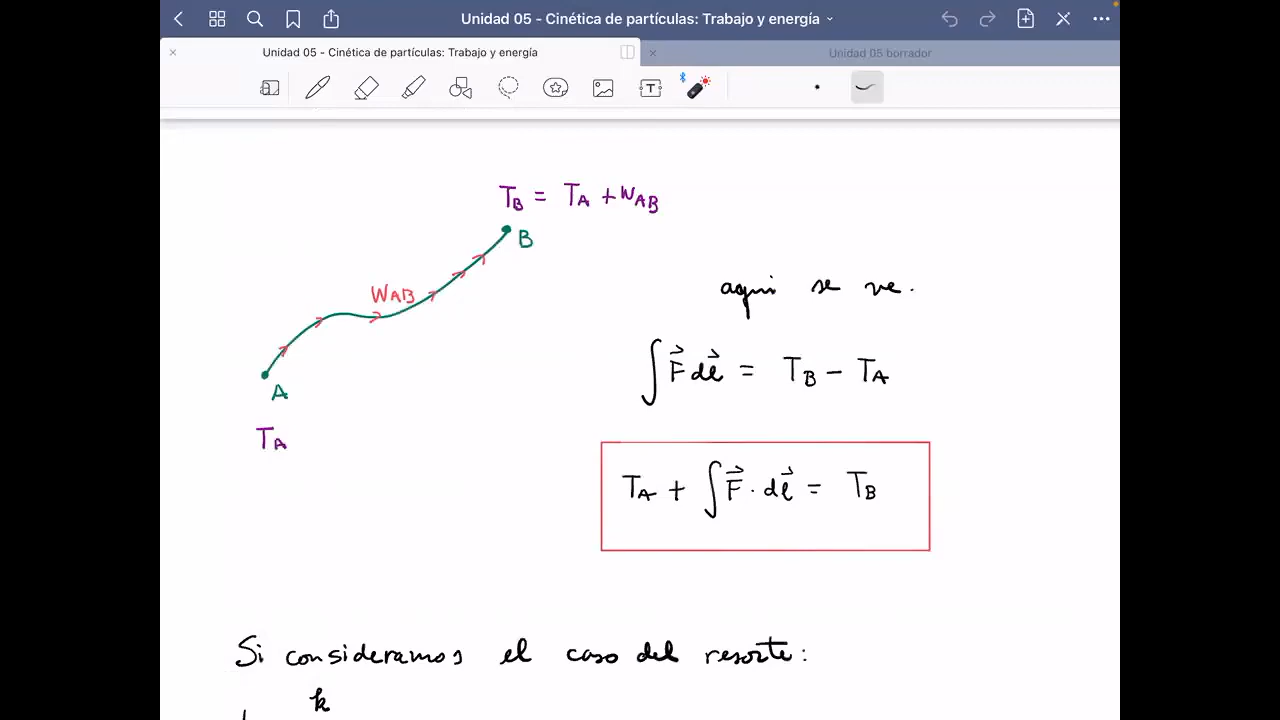 Unidad 05 - Cinética de partículas: Trabajo y energía
Unidad 05 - Cinética de partículas: Trabajo y energía
Unidad 05 borrador
T
T_B = T_A + W_AB
B
W_AB
A
T_A
aqui se ve.
∫ F⃗ dℓ⃗ = T_B − T_A
T_A + ∫ F⃗ · dℓ⃗ = T_B
Si consideramos el caso del resorte:
k